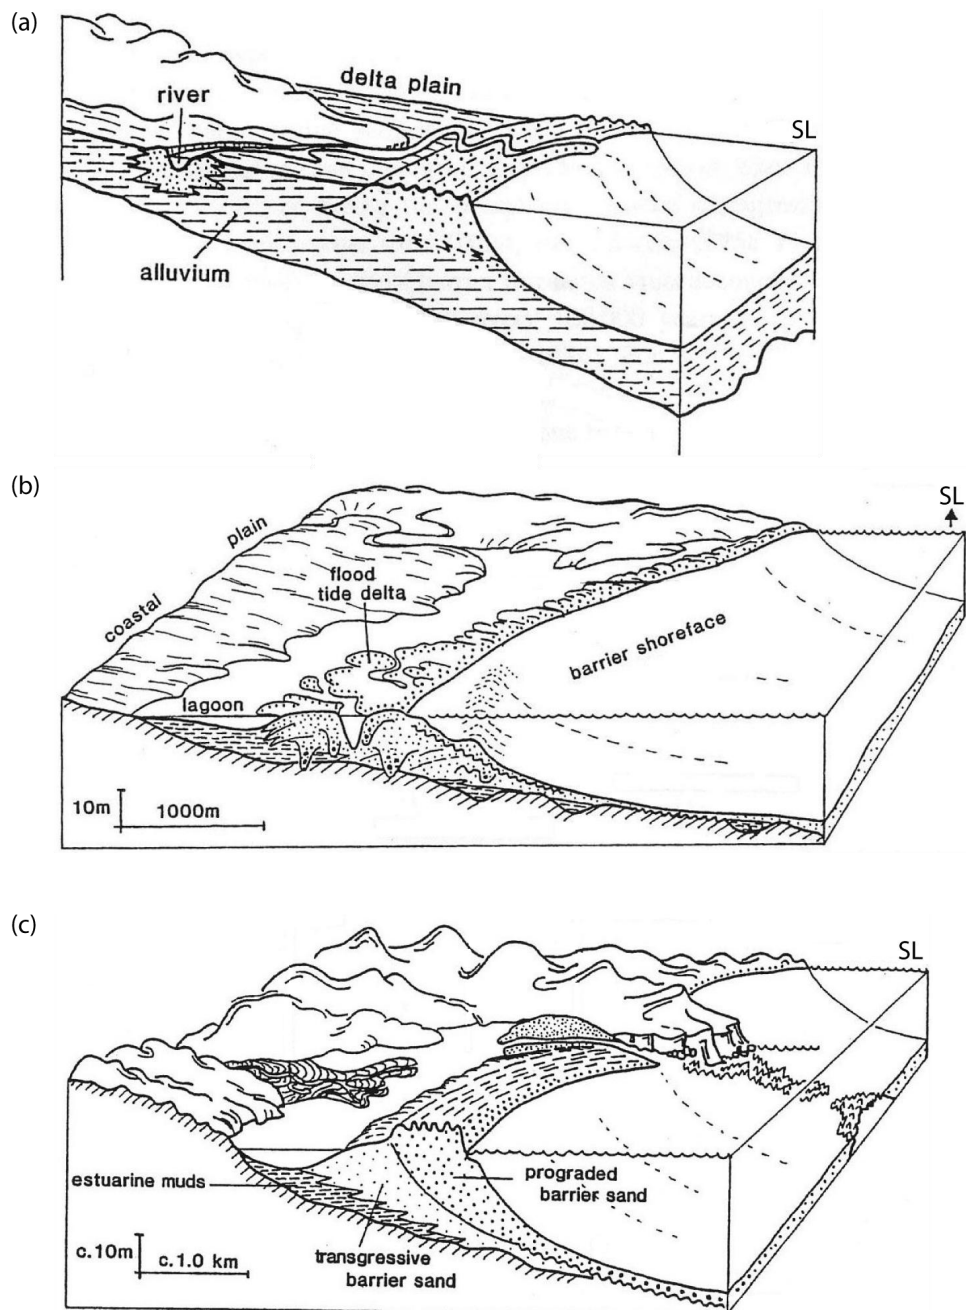 (a)
delta plain
river
SL
alluvium
(b)
SL
plain
coastal
flood
tide delta
barrier shoreface
lagoon
10m
1000m
(c)
SL
estuarine muds
prograded
barrier sand
c.10m
c.1.0 km
transgressive
barrier sand